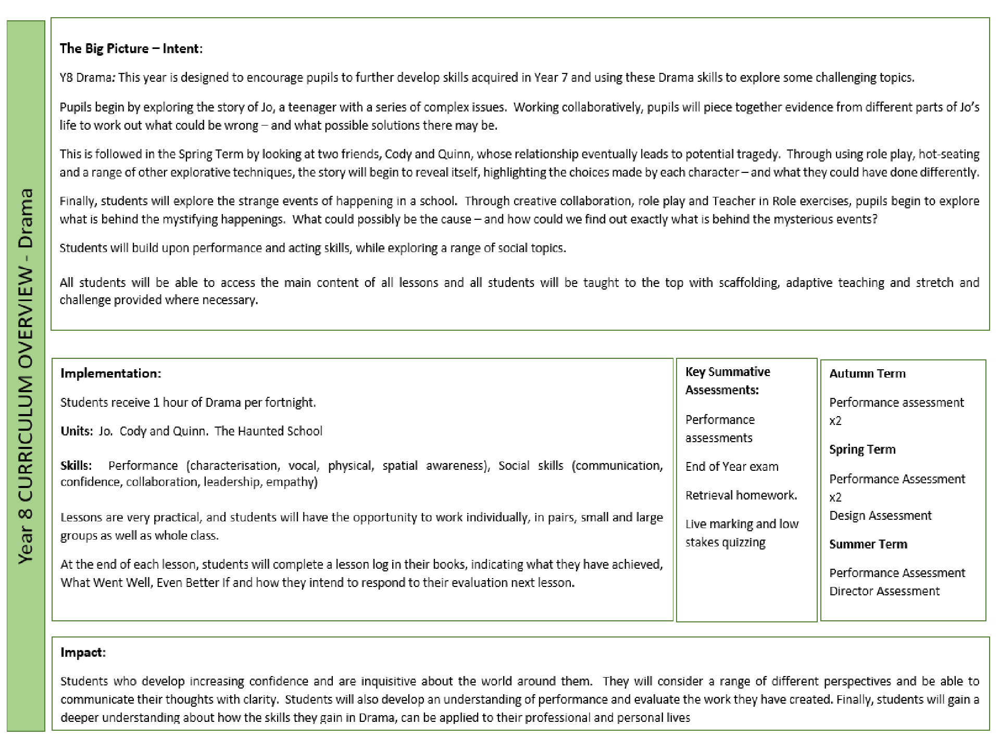 Year 8 CURRICULUM OVERVIEW - Drama
The Big Picture – Intent:
Y8 Drama: This year is designed to encourage pupils to further develop skills acquired in Year 7 and using these Drama skills to explore some challenging topics.
Pupils begin by exploring the story of Jo, a teenager with a series of complex issues.  Working collaboratively, pupils will piece together evidence from different parts of Jo's
life to work out what could be wrong – and what possible solutions there may be.
This is followed in the Spring Term by looking at two friends, Cody and Quinn, whose relationship eventually leads to potential tragedy.  Through using role play, hot-seating
and a range of other explorative techniques, the story will begin to reveal itself, highlighting the choices made by each character – and what they could have done differently.
Finally, students will explore the strange events of happening in a school.  Through creative collaboration, role play and Teacher in Role exercises, pupils begin to explore
what is behind the mystifying happenings.  What could possibly be the cause – and how could we find out exactly what is behind the mysterious events?
Students will build upon performance and acting skills, while exploring a range of social topics.
All students will be able to access the main content of all lessons and all students will be taught to the top with scaffolding, adaptive teaching and stretch and
challenge provided where necessary.
Implementation:
Students receive 1 hour of Drama per fortnight.
Units:  Jo.  Cody and Quinn.  The Haunted School
Skills:  Performance (characterisation, vocal, physical, spatial awareness), Social skills (communication,
confidence, collaboration, leadership, empathy)
Lessons are very practical, and students will have the opportunity to work individually, in pairs, small and large
groups as well as whole class.
At the end of each lesson, students will complete a lesson log in their books, indicating what they have achieved,
What Went Well, Even Better If and how they intend to respond to their evaluation next lesson.
Key Summative
Assessments:
Performance
assessments
End of Year exam
Retrieval homework.
Live marking and low
stakes quizzing
Autumn Term
Performance assessment
x2
Spring Term
Performance Assessment
x2
Design Assessment
Summer Term
Performance Assessment
Director Assessment
Impact:
Students who develop increasing confidence and are inquisitive about the world around them.  They will consider a range of different perspectives and be able to
communicate their thoughts with clarity.  Students will also develop an understanding of performance and evaluate the work they have created. Finally, students will gain a
deeper understanding about how the skills they gain in Drama, can be applied to their professional and personal lives